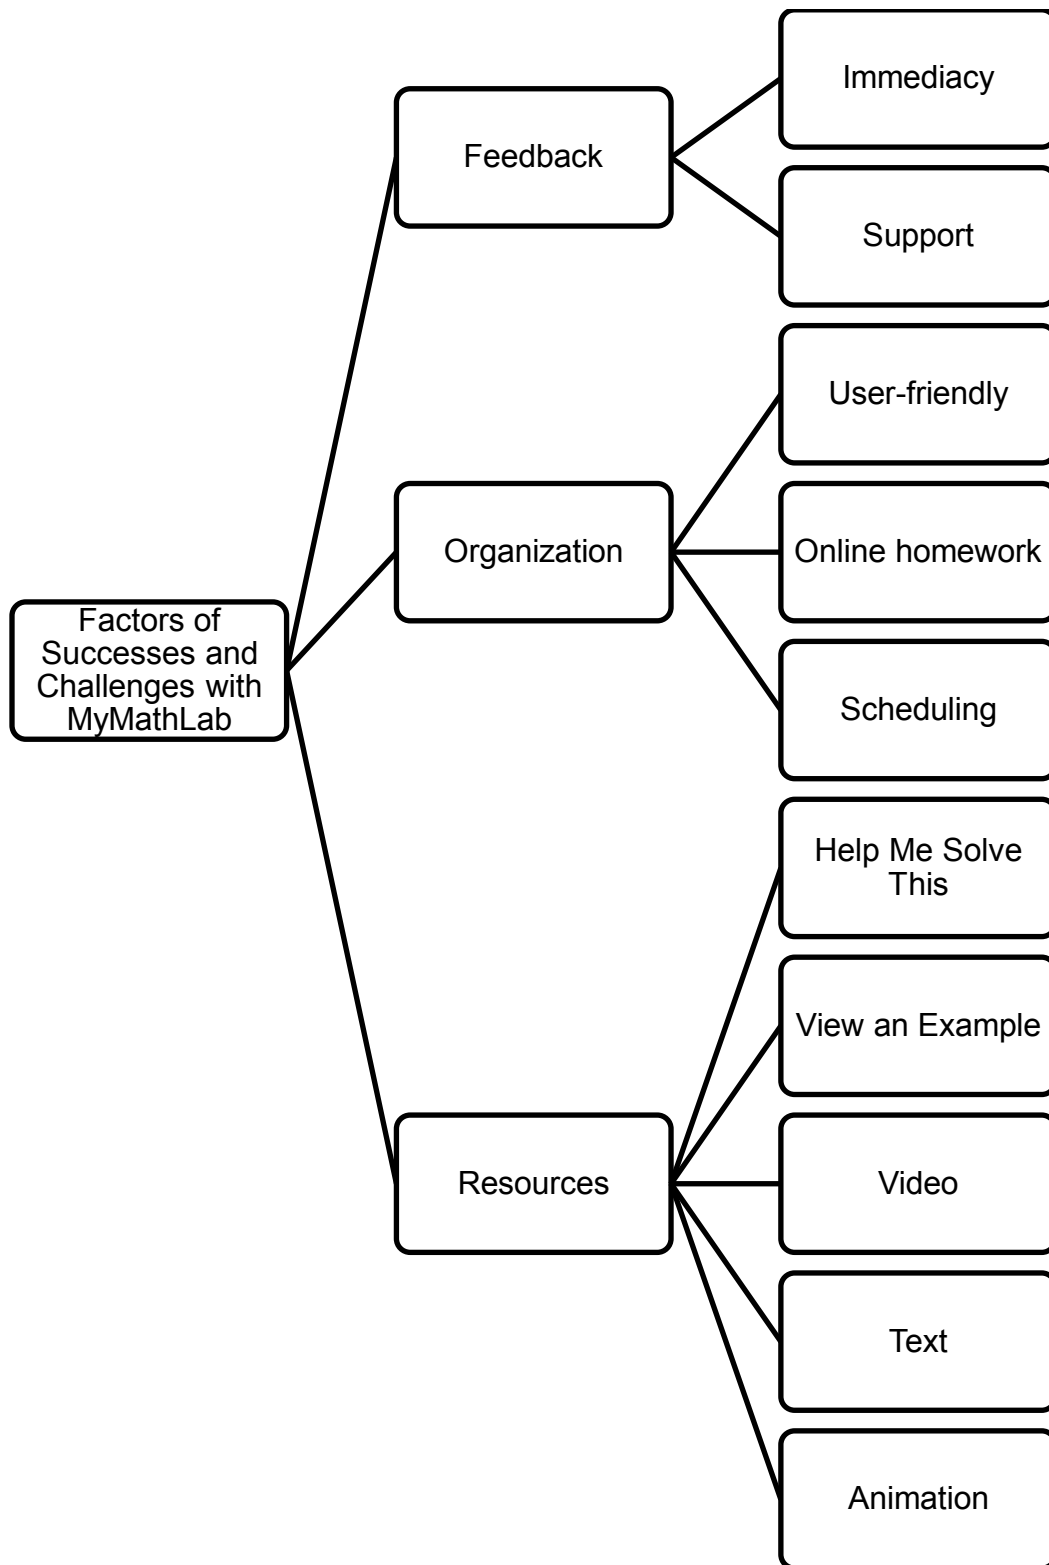 Immediacy
Feedback
Support
User-friendly
Organization
Online homework
Factors of
Successes and
Challenges with
MyMathLab
Scheduling
Help Me Solve
This
View an Example
Resources
Video
Text
Animation